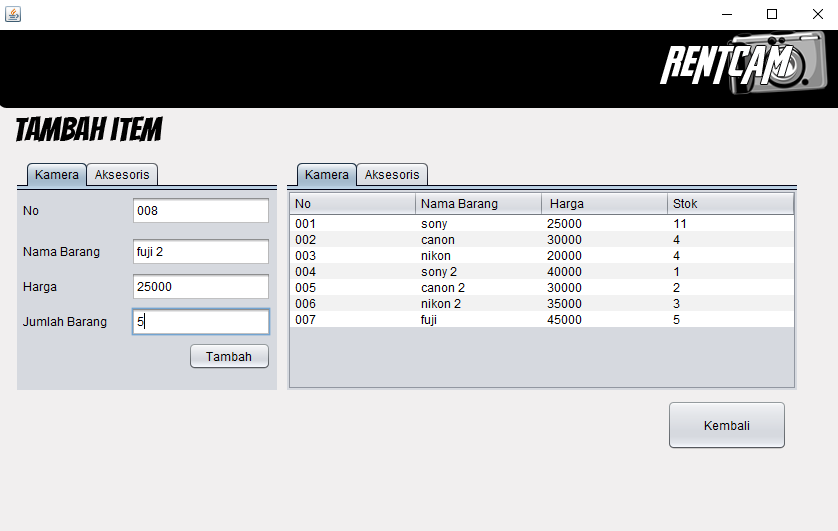 RENTCAM
TAMBAH ITEM
Kamera Aksesoris
No 008
Nama Barang fuji 2
Harga 25000
Jumlah Barang 5
Tambah
Kamera Aksesoris
No Nama Barang Harga Stok
001 sony 25000 11
002 canon 30000 4
003 nikon 20000 4
004 sony 2 40000 1
005 canon 2 30000 2
006 nikon 2 35000 3
007 fuji 45000 5
Kembali